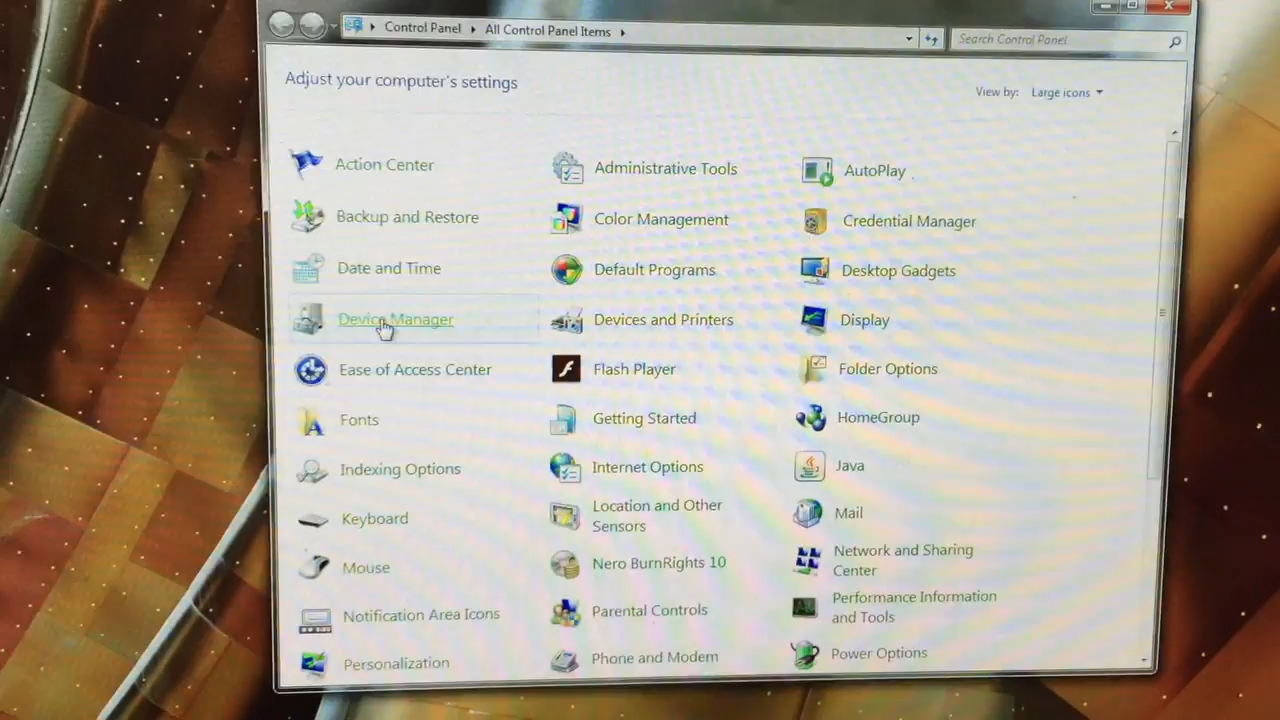 Control Panel
All Control Panel Items
Search Control Panel
Adjust your computer's settings
View by: Large icons
Action Center
Administrative Tools
AutoPlay
Backup and Restore
Color Management
Credential Manager
Date and Time
Default Programs
Desktop Gadgets
Device Manager
Devices and Printers
Display
Ease of Access Center
Flash Player
Folder Options
Fonts
Getting Started
HomeGroup
Indexing Options
Internet Options
Java
Keyboard
Location and Other
Sensors
Mail
Mouse
Nero BurnRights 10
Network and Sharing
Center
Notification Area Icons
Parental Controls
Performance Information
and Tools
Personalization
Phone and Modem
Power Options